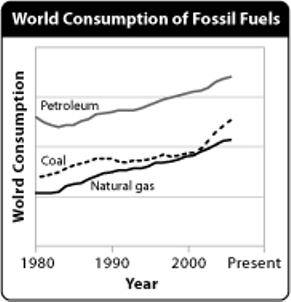 World Consumption of Fossil Fuels
Wolrd Consumption
Petroleum
Coal
Natural gas
1980 1990 2000 Present
Year